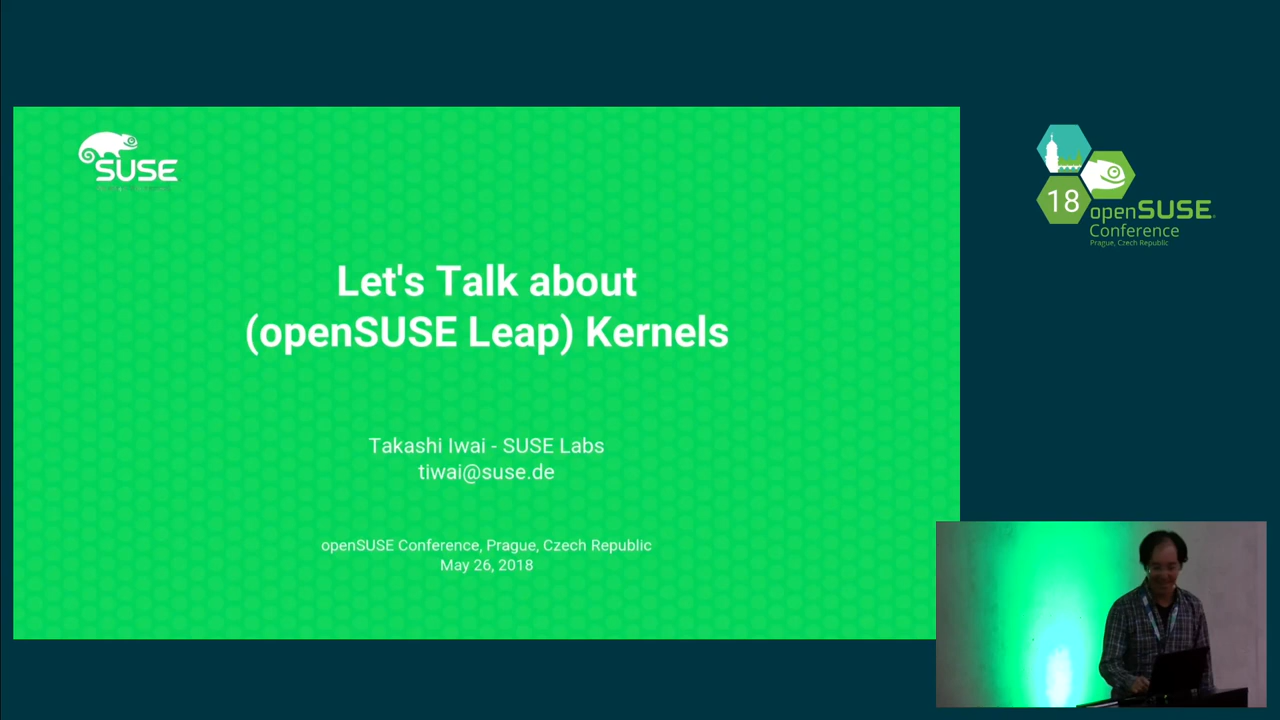 SUSE
Let's Talk about
(openSUSE Leap) Kernels
Takashi Iwai - SUSE Labs
tiwai@suse.de
openSUSE Conference, Prague, Czech Republic
May 26, 2018
18
openSUSE
Conference
Prague, Czech Republic